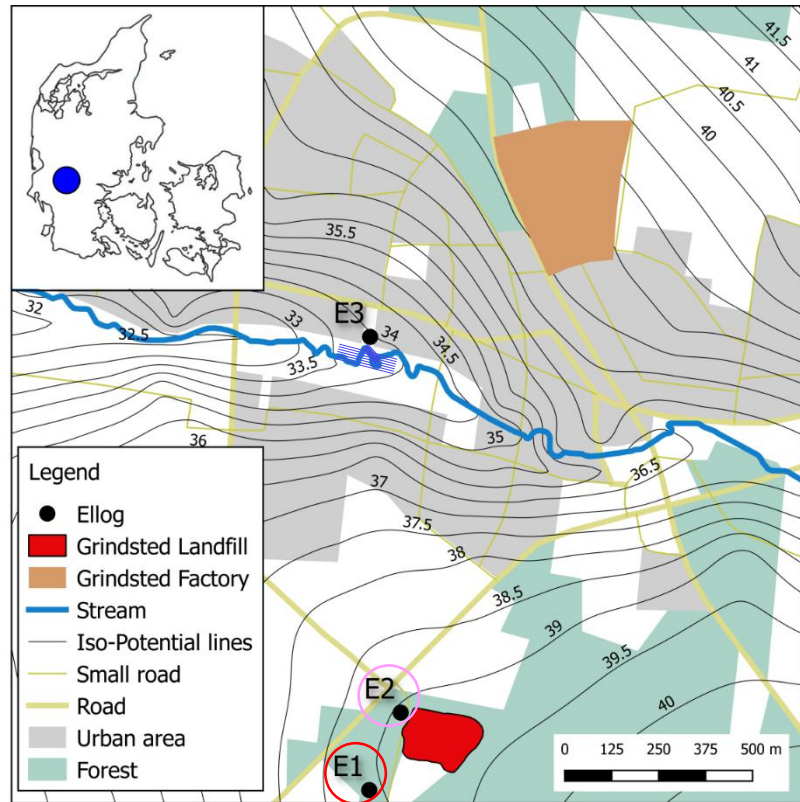 41.5
41
40.5
40
35.5
E3
34
33
32
32.5
34.5
33.5
35
36
36.5
37
37.5
38
38.5
39
39.5
40
E2
E1
Legend
Ellog
Grindsted Landfill
Grindsted Factory
Stream
Iso-Potential lines
Small road
Road
Urban area
Forest
0 125 250 375 500 m